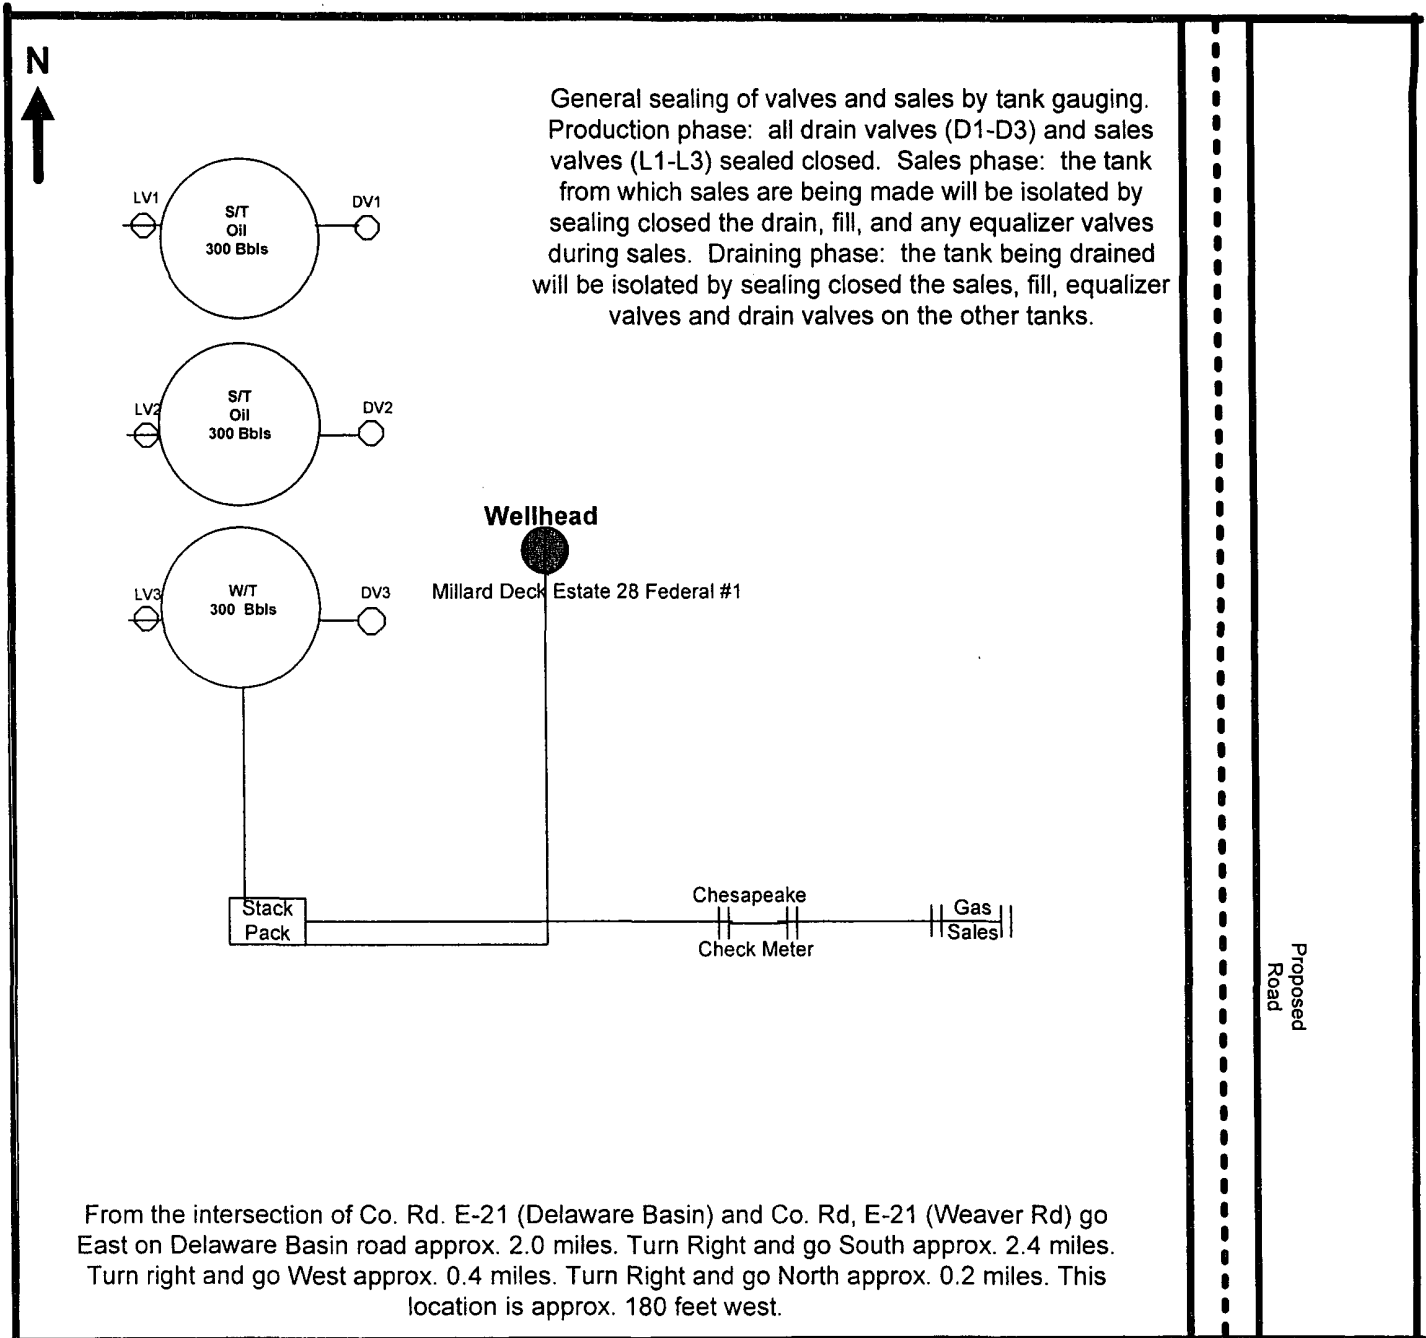 N
General sealing of valves and sales by tank gauging.
Production phase: all drain valves (D1-D3) and sales
valves (L1-L3) sealed closed. Sales phase: the tank
from which sales are being made will be isolated by
sealing closed the drain, fill, and any equalizer valves
during sales. Draining phase: the tank being drained
will be isolated by sealing closed the sales, fill, equalizer
valves and drain valves on the other tanks.
LV1
S/T
Oil
300 Bbls
DV1
LV2
S/T
Oil
300 Bbls
DV2
Wellhead
Millard Deck Estate 28 Federal #1
LV3
W/T
300 Bbls
DV3
Stack
Pack
Chesapeake
Check Meter
Gas
Sales
Proposed
Road
From the intersection of Co. Rd. E-21 (Delaware Basin) and Co. Rd, E-21 (Weaver Rd) go
East on Delaware Basin road approx. 2.0 miles. Turn Right and go South approx. 2.4 miles.
Turn right and go West approx. 0.4 miles. Turn Right and go North approx. 0.2 miles. This
location is approx. 180 feet west.